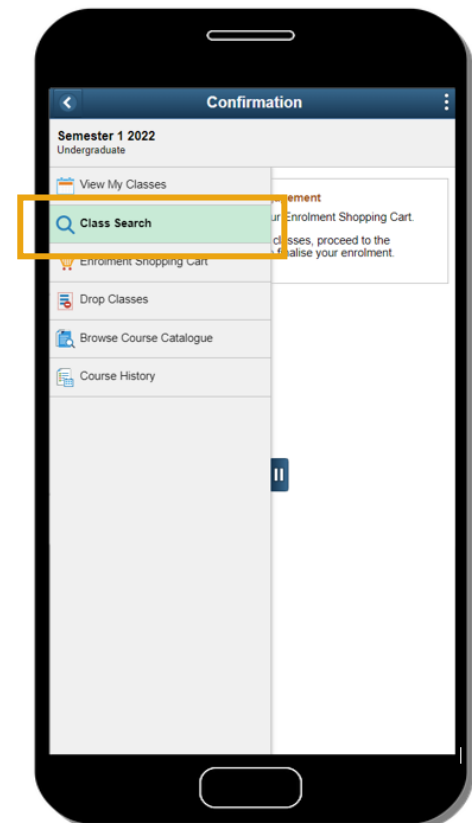 Confirmation
Semester 1 2022
Undergraduate
View My Classes
Class Search
Enrolment Shopping Cart
Drop Classes
Browse Course Catalogue
Course History
Enrolment Shopping Cart.
classes, proceed to the
finalise your enrolment.